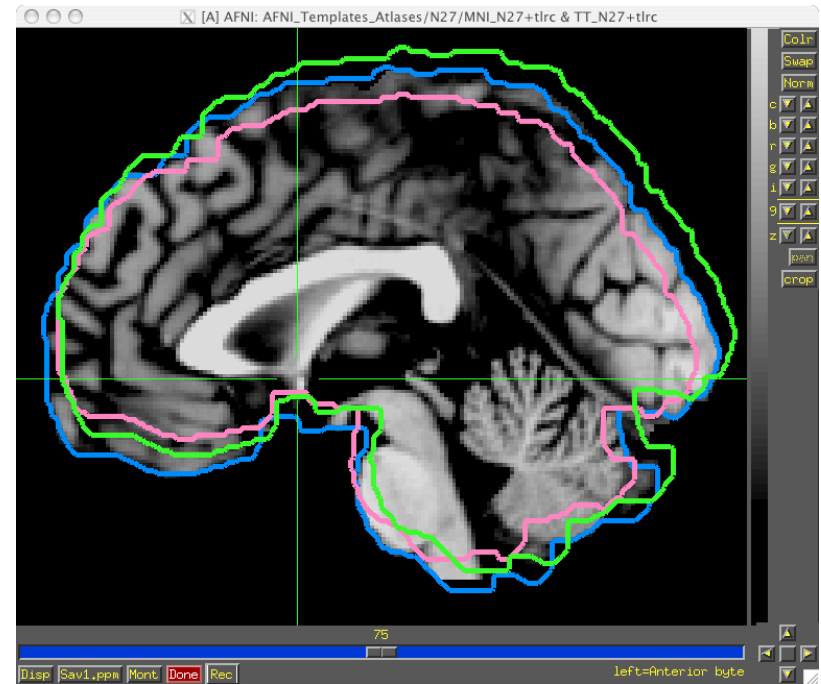 [A] AFNI: AFNI_Templates_Atlases/N27/MNI_N27+tlrc & TT_N27+tlrc
Colr
Swap
Norm
c
b
r
g
i
9
z
pan
crop
75
Disp Sav1.ppm Mont Done Rec left=Anterior byte